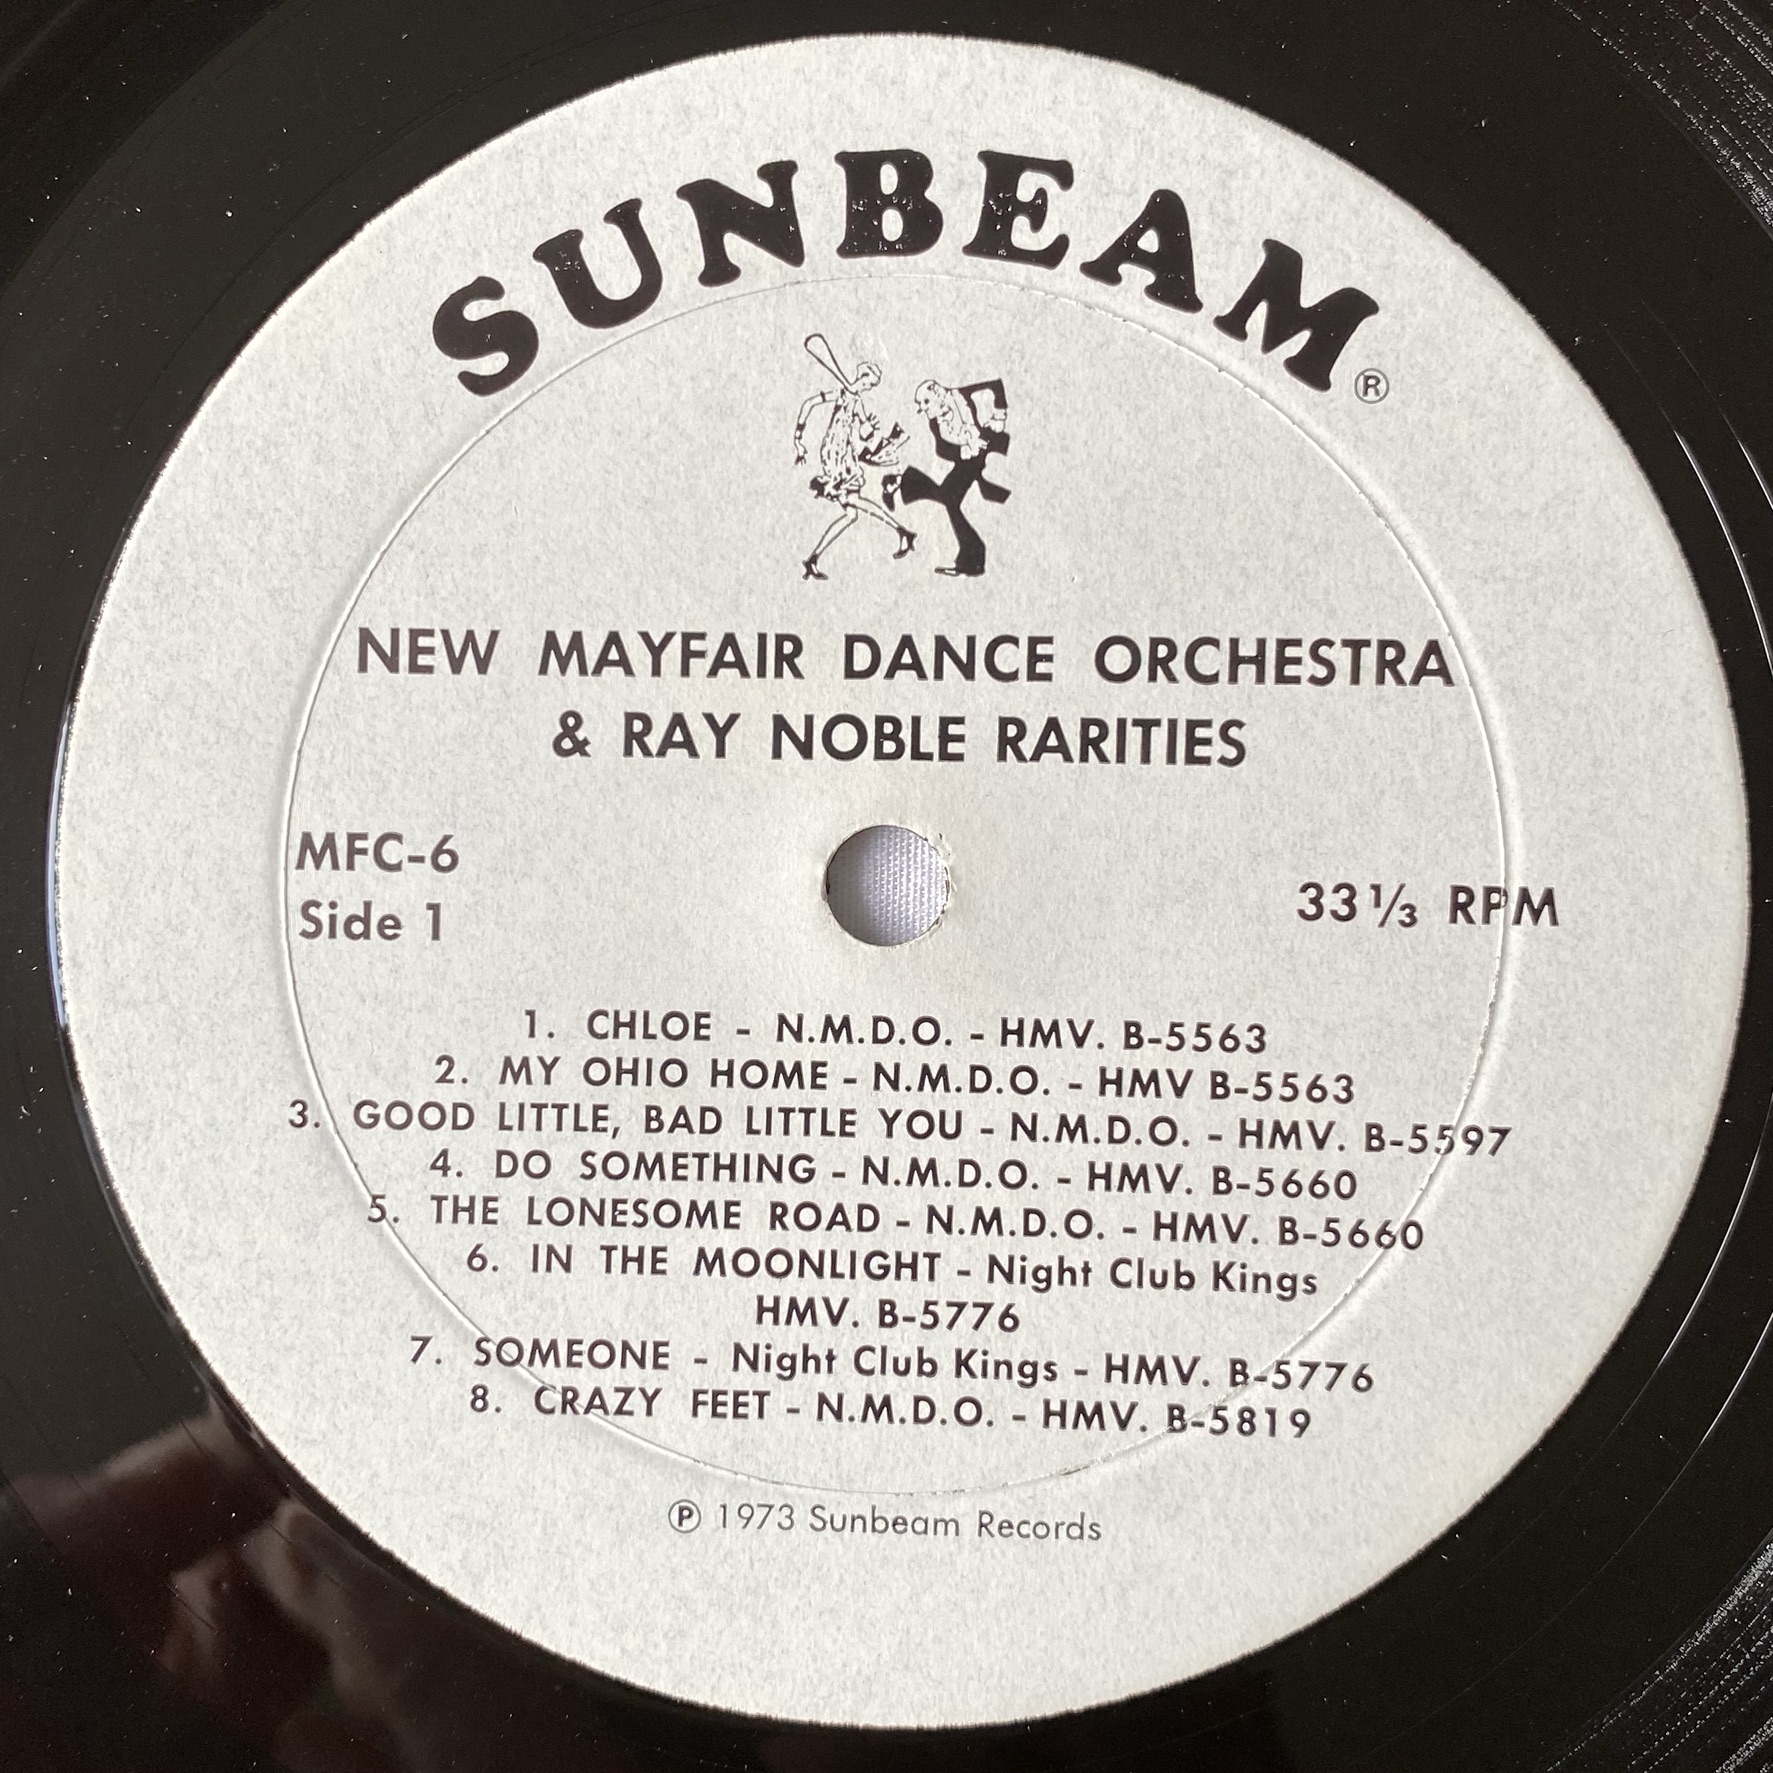 SUNBEAM®
NEW MAYFAIR DANCE ORCHESTRA
& RAY NOBLE RARITIES
MFC-6
Side 1
33 ⅓ RPM
1. CHLOE - N.M.D.O. - HMV. B-5563
2. MY OHIO HOME - N.M.D.O. - HMV B-5563
3. GOOD LITTLE, BAD LITTLE YOU - N.M.D.O. - HMV. B-5597
4. DO SOMETHING - N.M.D.O. - HMV. B-5660
5. THE LONESOME ROAD - N.M.D.O. - HMV. B-5660
6. IN THE MOONLIGHT - Night Club Kings
HMV. B-5776
7. SOMEONE - Night Club Kings - HMV. B-5776
8. CRAZY FEET - N.M.D.O. - HMV. B-5819
℗ 1973 Sunbeam Records